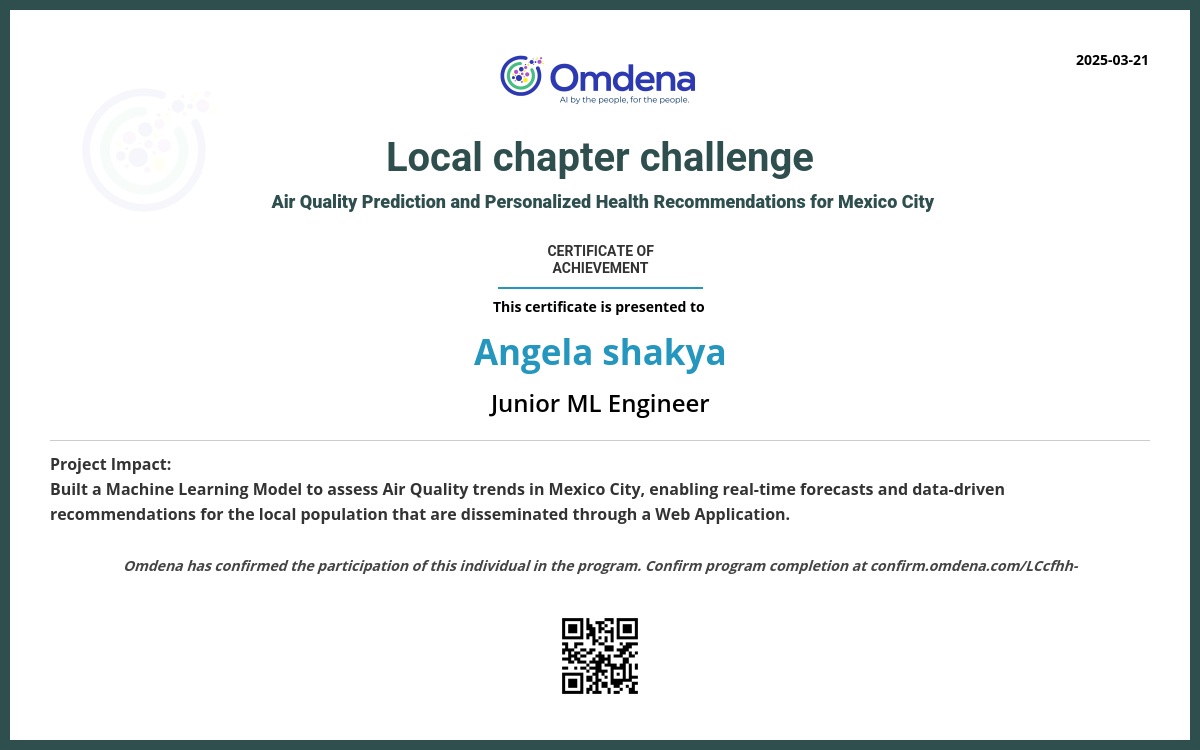 2025-03-21
Omdena
AI by the people, for the people.
Local chapter challenge
Air Quality Prediction and Personalized Health Recommendations for Mexico City
CERTIFICATE OF
ACHIEVEMENT
This certificate is presented to
Angela shakya
Junior ML Engineer
Project Impact:
Built a Machine Learning Model to assess Air Quality trends in Mexico City, enabling real-time forecasts and data-driven
recommendations for the local population that are disseminated through a Web Application.
Omdena has confirmed the participation of this individual in the program. Confirm program completion at confirm.omdena.com/LCcfhh-